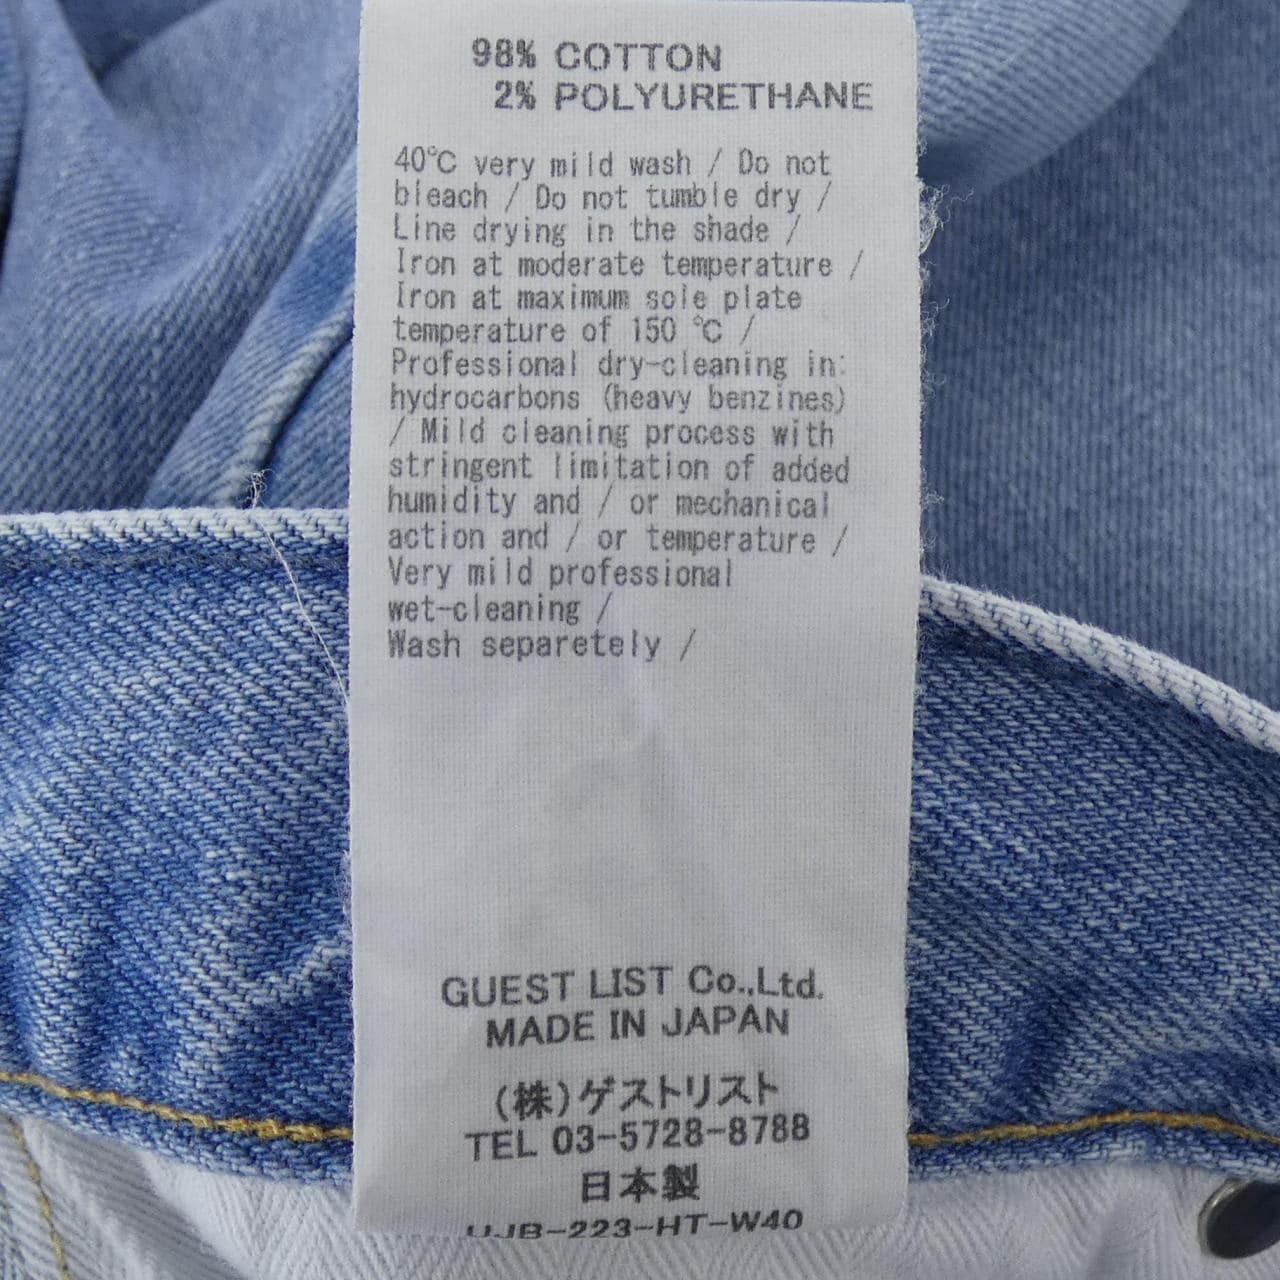 98% COTTON
2% POLYURETHANE
40℃ very mild wash / Do not
bleach / Do not tumble dry /
Line drying in the shade /
Iron at moderate temperature /
Iron at maximum sole plate
temperature of 150 ℃ /
Professional dry-cleaning in:
hydrocarbons (heavy benzines)
/ Mild cleaning process with
stringent limitation of added
humidity and / or mechanical
action and / or temperature /
Very mild professional
wet-cleaning /
Wash separetely /
GUEST LIST Co.,Ltd.
MADE IN JAPAN
(株)ゲストリスト
TEL 03-5728-8788
日本製
UJB-223-HT-W40